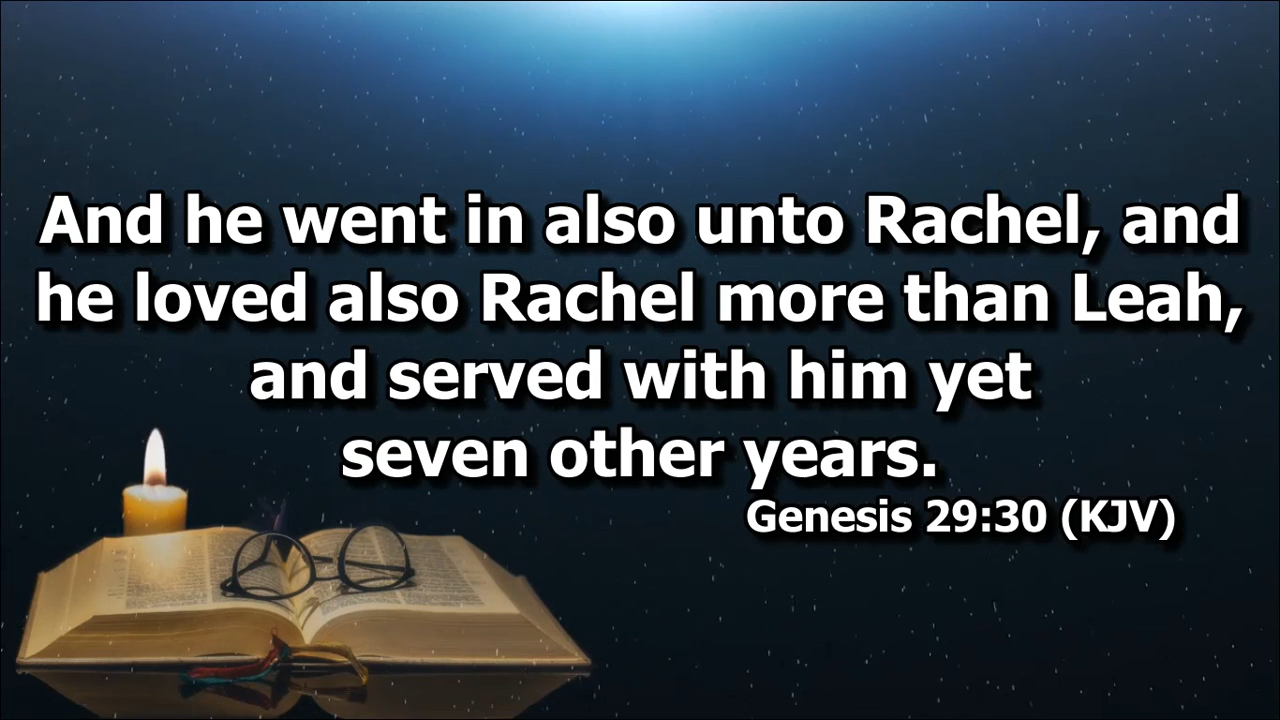 And he went in also unto Rachel, and
he loved also Rachel more than Leah,
and served with him yet
seven other years.
Genesis 29:30 (KJV)